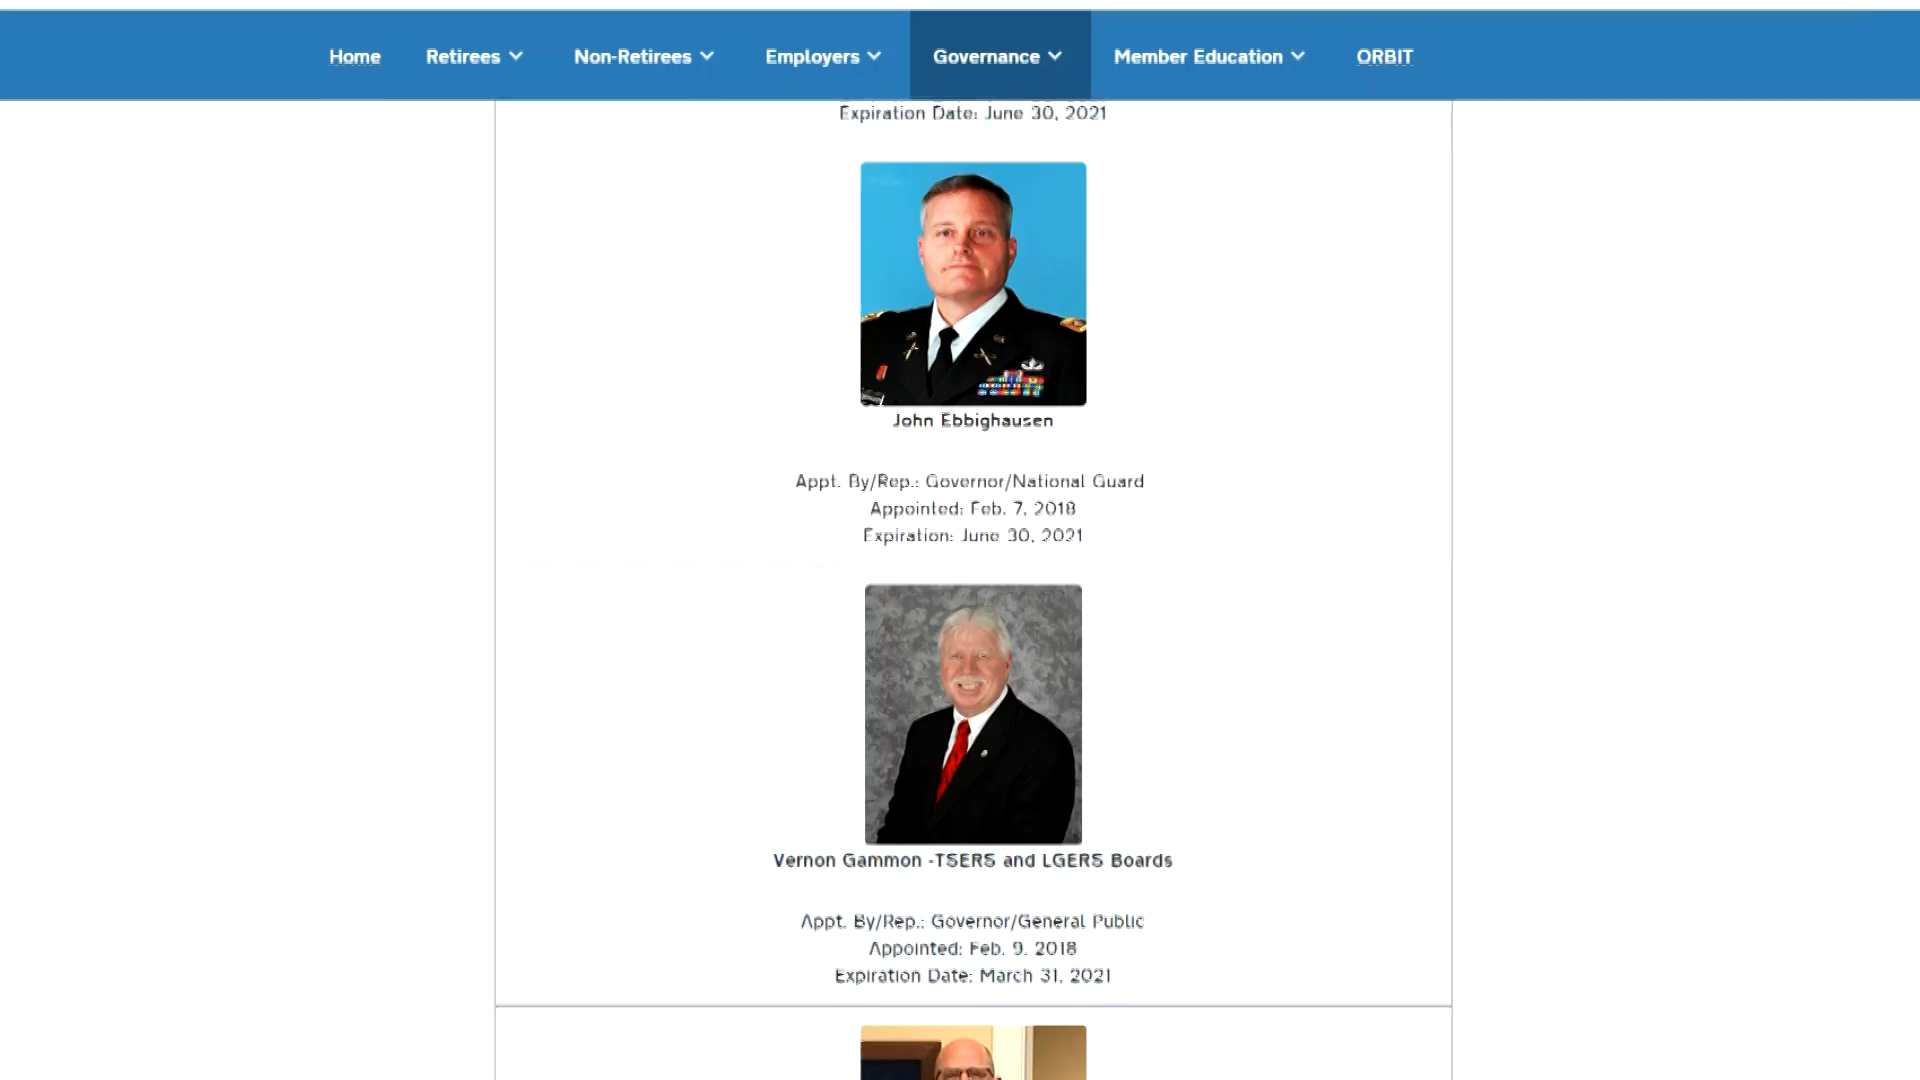 Home Retirees Non-Retirees Employers Governance Member Education ORBIT
Expiration Date: June 30, 2021
John Ebbighausen
Appt. By/Rep.: Governor/National Guard
Appointed: Feb. 7, 2018
Expiration: June 30, 2021
Vernon Gammon -TSERS and LGERS Boards
Appt. By/Rep.: Governor/General Public
Appointed: Feb. 9, 2018
Expiration Date: March 31, 2021